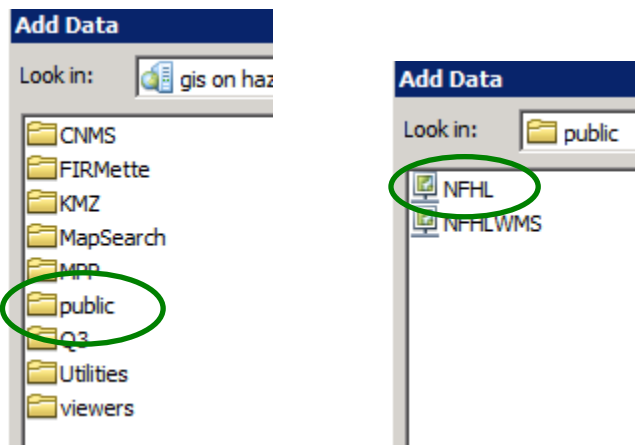 Add Data
Look in: gis on haz
CNMS
FIRMette
KMZ
MapSearch
MPP
public
Q3
Utilities
viewers
Add Data
Look in: public
NFHL
NFHLWMS